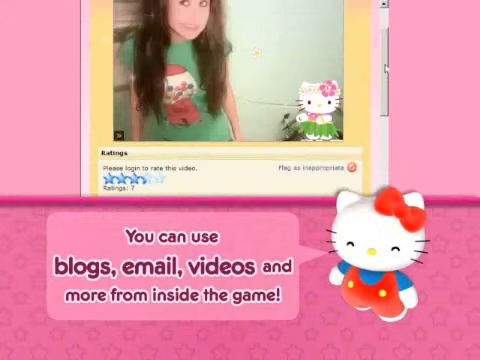 Ratings
Please login to rate this video.
Flag as inappropriate
Ratings: 7
You can use
blogs, email, videos and
more from inside the game!